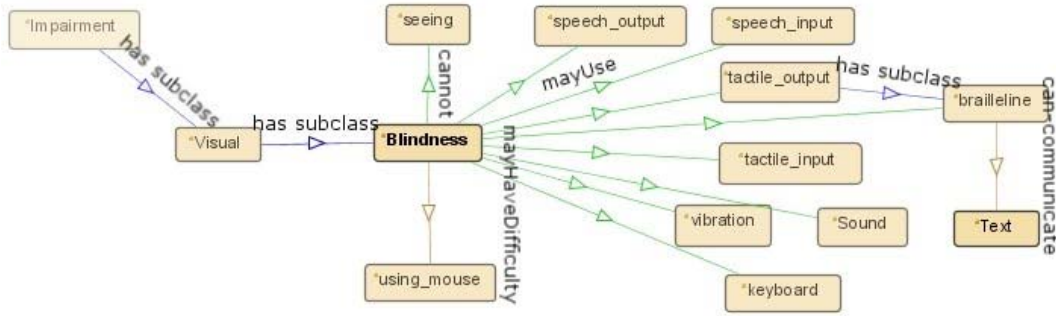 Impairment
seeing
speech_output
speech_input
has subclass
cannot
mayUse
tactile_output
has subclass
brailleline
Visual
has subclass
Blindness
mayHaveDifficulty
tactile_input
can-communicate
vibration
Sound
Text
using_mouse
keyboard